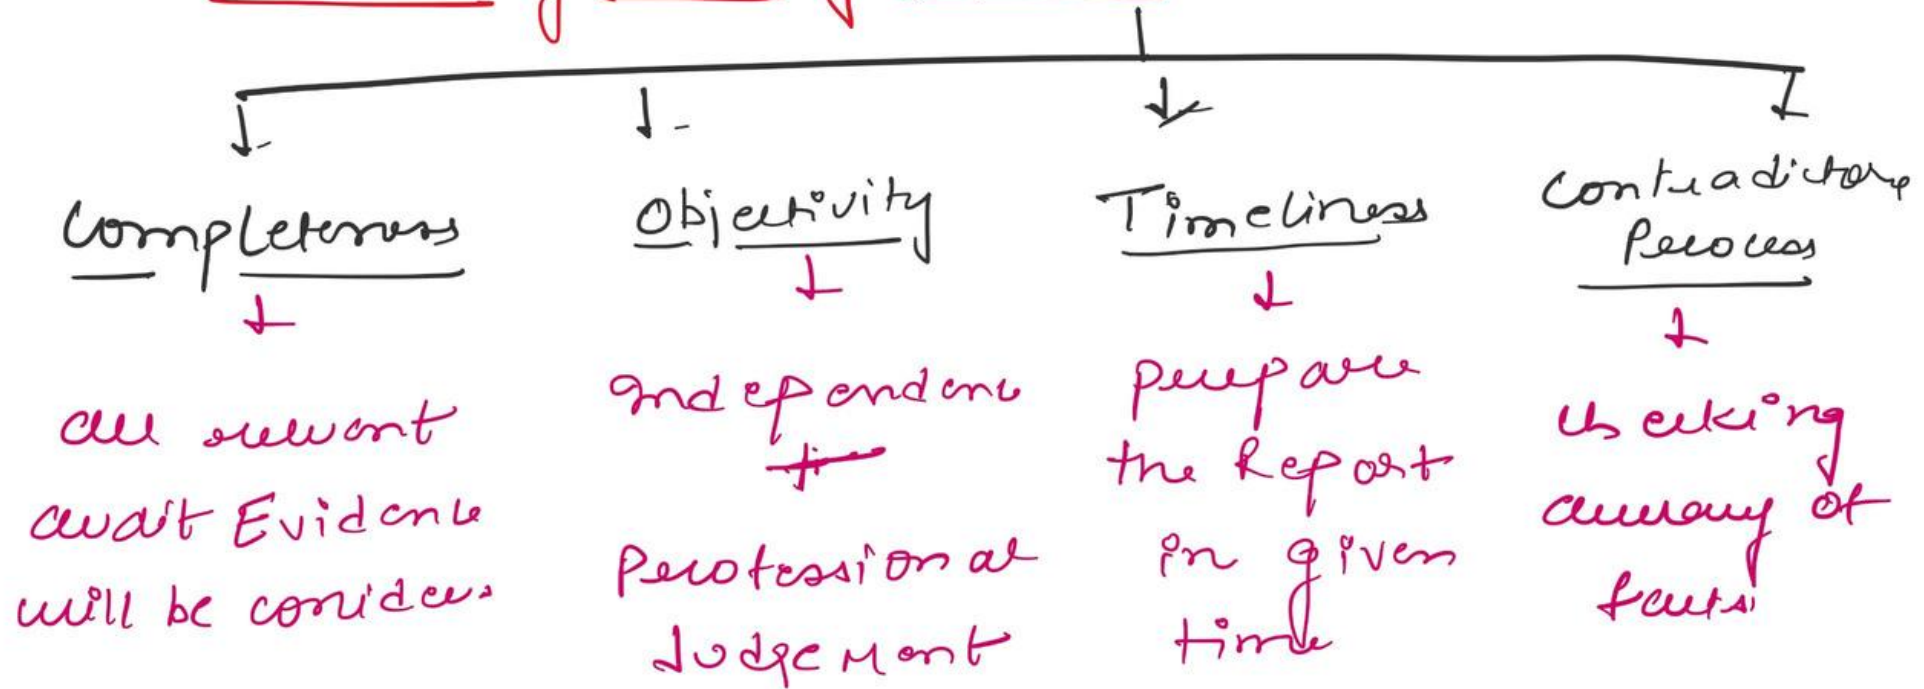 Completeness
Objectivity
Timeliness
Contradictory
Process
all relevant
audit Evidence
will be conider.
Independence
+
Professional
Judgement
prepare
the Report
in given
time
checking
accuracy of
facts